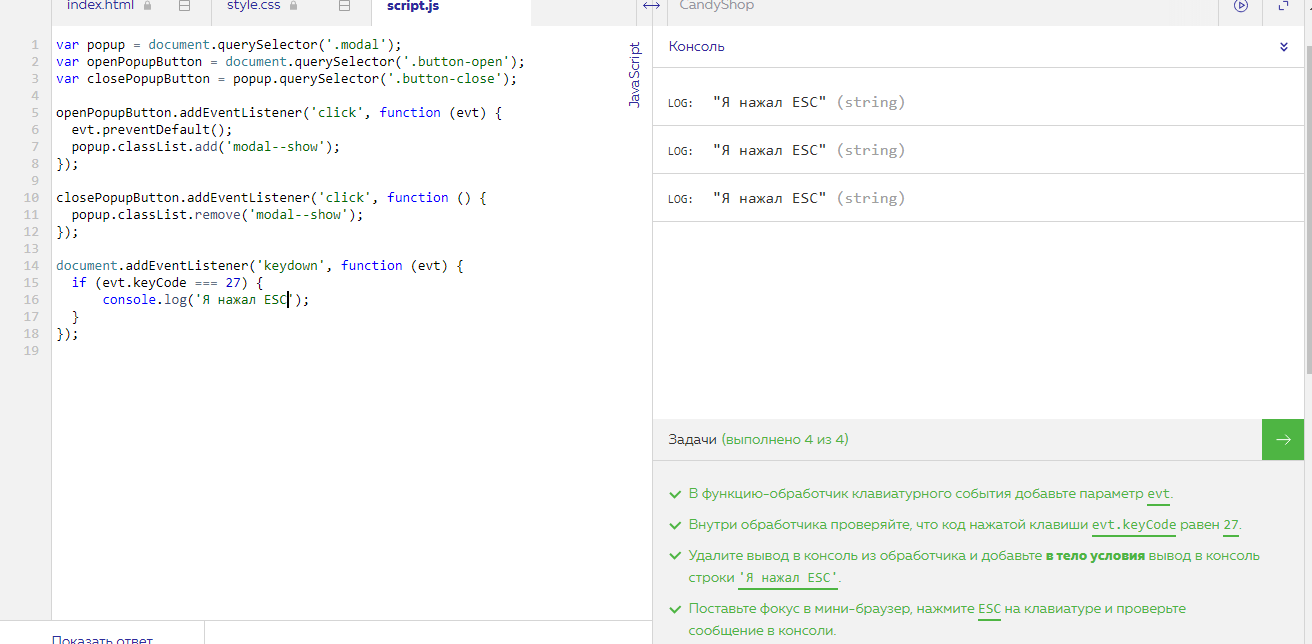 index.html
style.css
script.js
CandyShop
JavaScript
1 var popup = document.querySelector('.modal');
2 var openPopupButton = document.querySelector('.button-open');
3 var closePopupButton = popup.querySelector('.button-close');
4
5 openPopupButton.addEventListener('click', function (evt) {
6   evt.preventDefault();
7   popup.classList.add('modal--show');
8 });
9
10 closePopupButton.addEventListener('click', function () {
11   popup.classList.remove('modal--show');
12 });
13
14 document.addEventListener('keydown', function (evt) {
15   if (evt.keyCode === 27) {
16       console.log('Я нажал ESC');
17   }
18 });
19
Показать ответ
Консоль
LOG: "Я нажал ESC" (string)
LOG: "Я нажал ESC" (string)
LOG: "Я нажал ESC" (string)
Задачи (выполнено 4 из 4)
В функцию-обработчик клавиатурного события добавьте параметр evt.
Внутри обработчика проверяйте, что код нажатой клавиши evt.keyCode равен 27.
Удалите вывод в консоль из обработчика и добавьте в тело условия вывод в консоль
строки 'Я нажал ESC'.
Поставьте фокус в мини-браузер, нажмите ESC на клавиатуре и проверьте
сообщение в консоли.